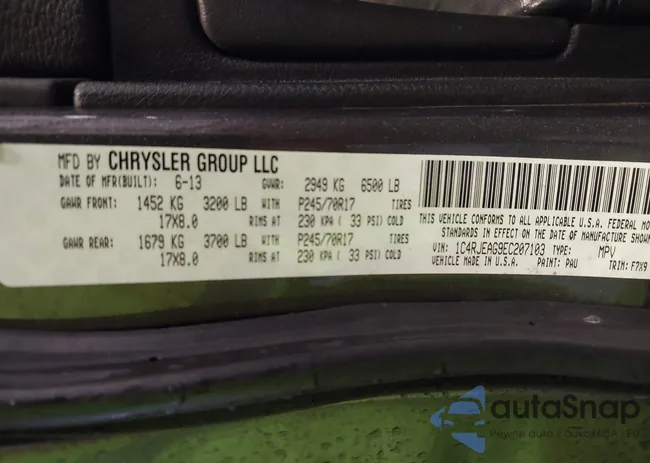 MFD BY CHRYSLER GROUP LLC
DATE OF MFR(BUILT): 6-13 GVWR: 2949 KG 6500 LB
GAWR FRONT: 1452 KG 3200 LB WITH P245/70R17 TIRES
17X8.0 RIMS AT 230 KPA ( 33 PSI) COLD
GAWR REAR: 1679 KG 3700 LB WITH P245/70R17 TIRES
17X8.0 RIMS AT 230 KPA ( 33 PSI) COLD
THIS VEHICLE CONFORMS TO ALL APPLICABLE U.S.A. FEDERAL MOTO
STANDARDS IN EFFECT ON THE DATE OF MANUFACTURE SHOWN
VIN: 1C4RJEAG9EC207103 TYPE: MPV
VEHICLE MADE IN U.S.A. PAINT: PAU TRIM: F7X9
autaSnap
Pewne auta